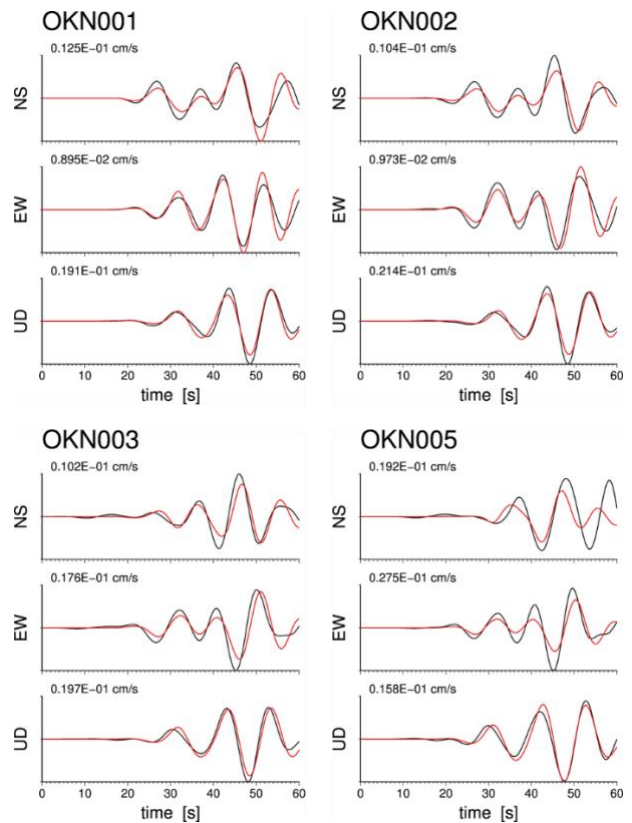 OKN001
0.125E−01 cm/s
NS
0.895E−02 cm/s
EW
0.191E−01 cm/s
UD
0 10 20 30 40 50 60
time [s]
OKN002
0.104E−01 cm/s
NS
0.973E−02 cm/s
EW
0.214E−01 cm/s
UD
0 10 20 30 40 50 60
time [s]
OKN003
0.102E−01 cm/s
NS
0.176E−01 cm/s
EW
0.197E−01 cm/s
UD
0 10 20 30 40 50 60
time [s]
OKN005
0.192E−01 cm/s
NS
0.275E−01 cm/s
EW
0.158E−01 cm/s
UD
0 10 20 30 40 50 60
time [s]